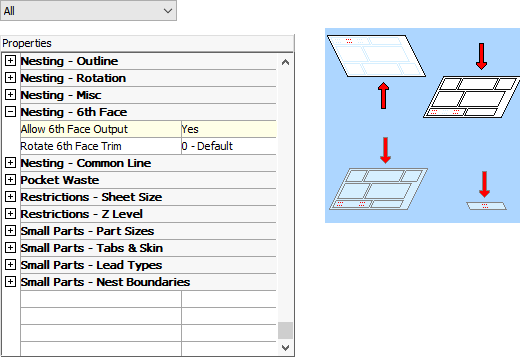 All
Properties
Nesting - Outline
Nesting - Rotation
Nesting - Misc
Nesting - 6th Face
Allow 6th Face Output Yes
Rotate 6th Face Trim 0 - Default
Nesting - Common Line
Pocket Waste
Restrictions - Sheet Size
Restrictions - Z Level
Small Parts - Part Sizes
Small Parts - Tabs & Skin
Small Parts - Lead Types
Small Parts - Nest Boundaries